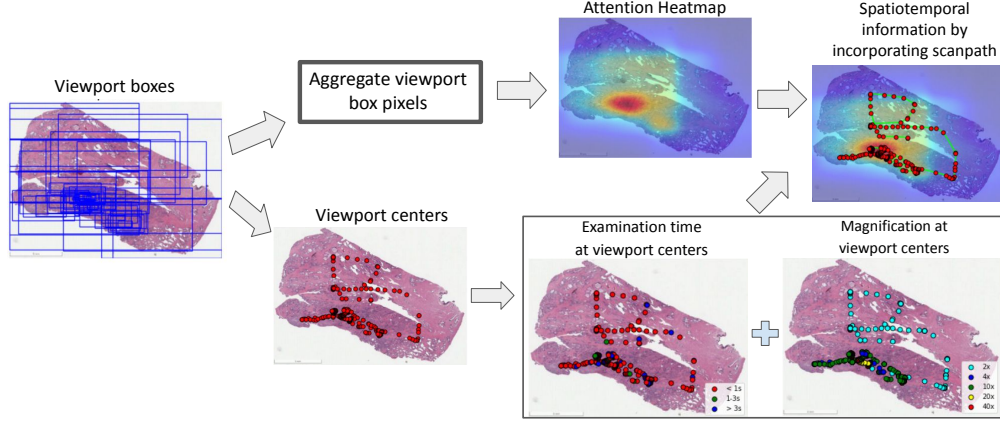 Attention Heatmap
Spatiotemporal
information by
incorporating scanpath
Viewport boxes
Aggregate viewport
box pixels
Viewport centers
Examination time
at viewport centers
Magnification at
viewport centers
< 1s
1-3s
> 3s
2x
4x
10x
20x
40x